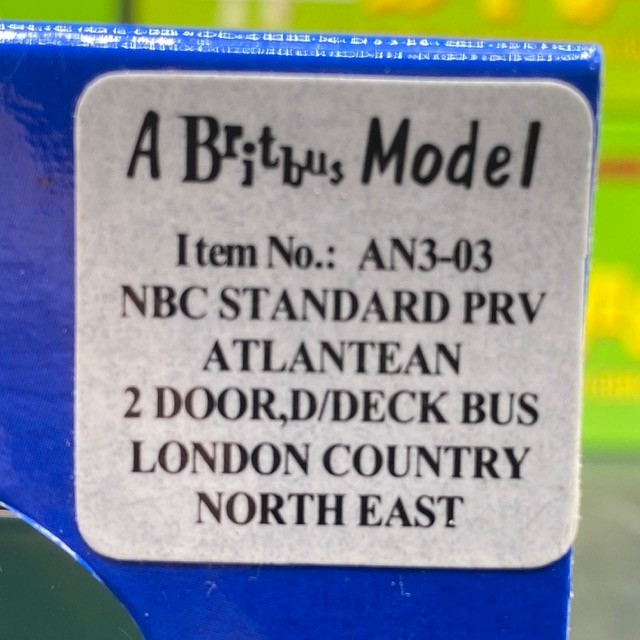 A Britbus Model
Item No.: AN3-03
NBC STANDARD PRV
ATLANTEAN
2 DOOR,D/DECK BUS
LONDON COUNTRY
NORTH EAST